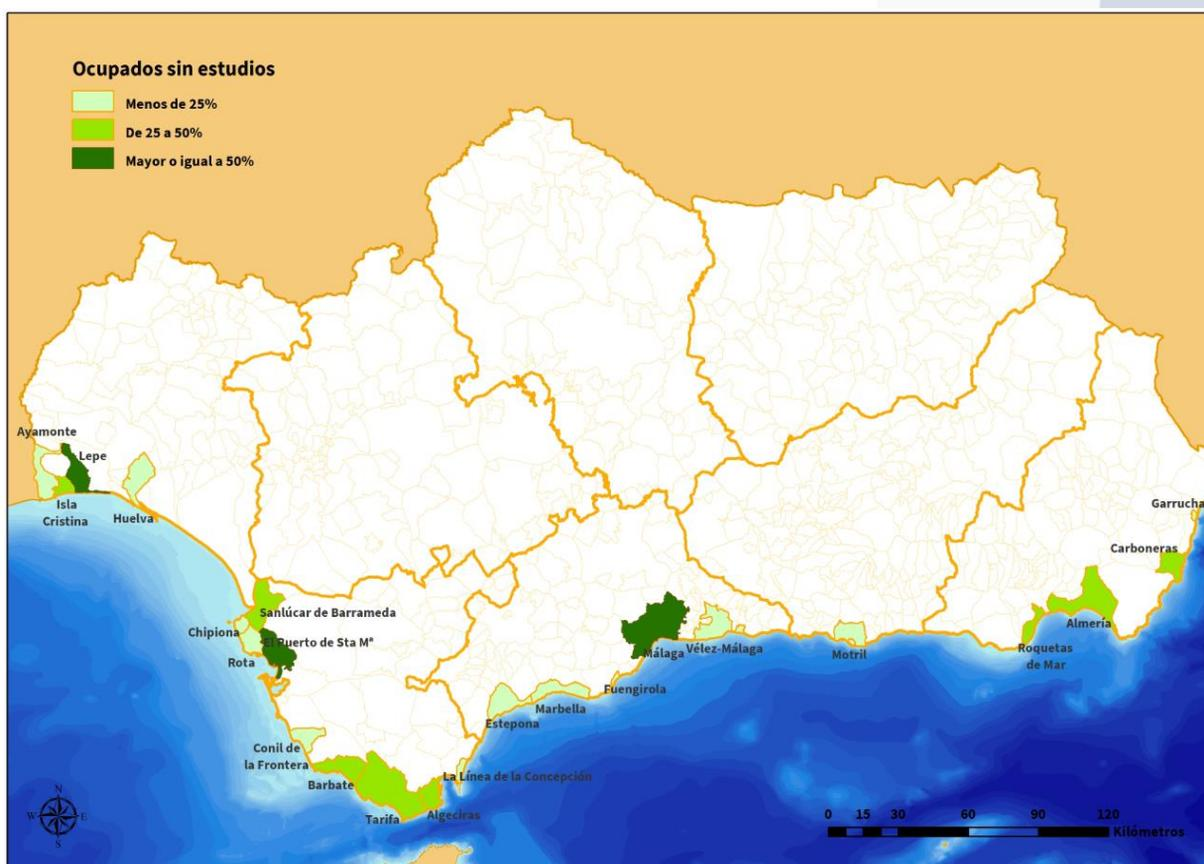 Ocupados sin estudios
Menos de 25%
De 25 a 50%
Mayor o igual a 50%
Ayamonte
Lepe
Isla
Cristina
Huelva
Garrucha
Carboneras
Sanlúcar de Barrameda
Chipiona
El Puerto de Sta Mª
Rota
Almería
Málaga
Vélez-Málaga
Motril
Roquetas
de Mar
Fuengirola
Marbella
Estepona
Conil de
la Frontera
La Línea de la Concepción
Barbate
Tarifa
Algeciras
N
W
E
S
0 15 30 60 90 120
Kilómetros